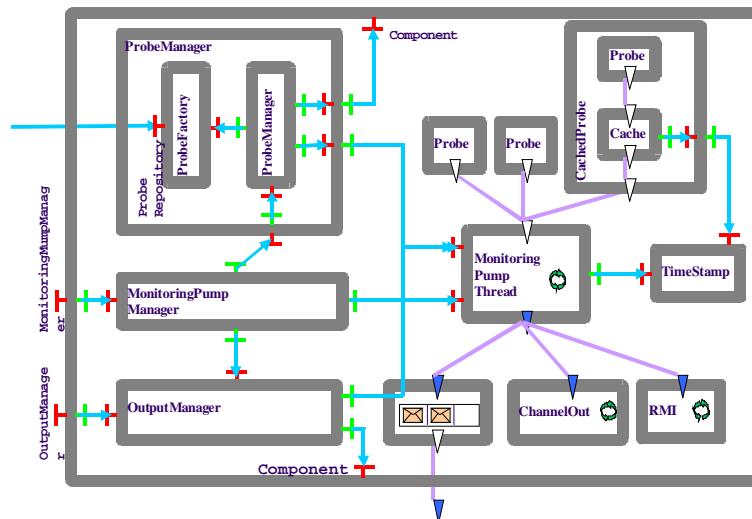 Component
ProbeManager
ProbeFactory
ProbeManager
Probe
Repository
Probe
Probe
Probe
Cache
CachedProbe
Monitoring
Pump
Thread
TimeStamp
MonitoringMumpManag
er
MonitoringPump
Manager
OutputManage
r
OutputManager
ChannelOut
RMI
Component